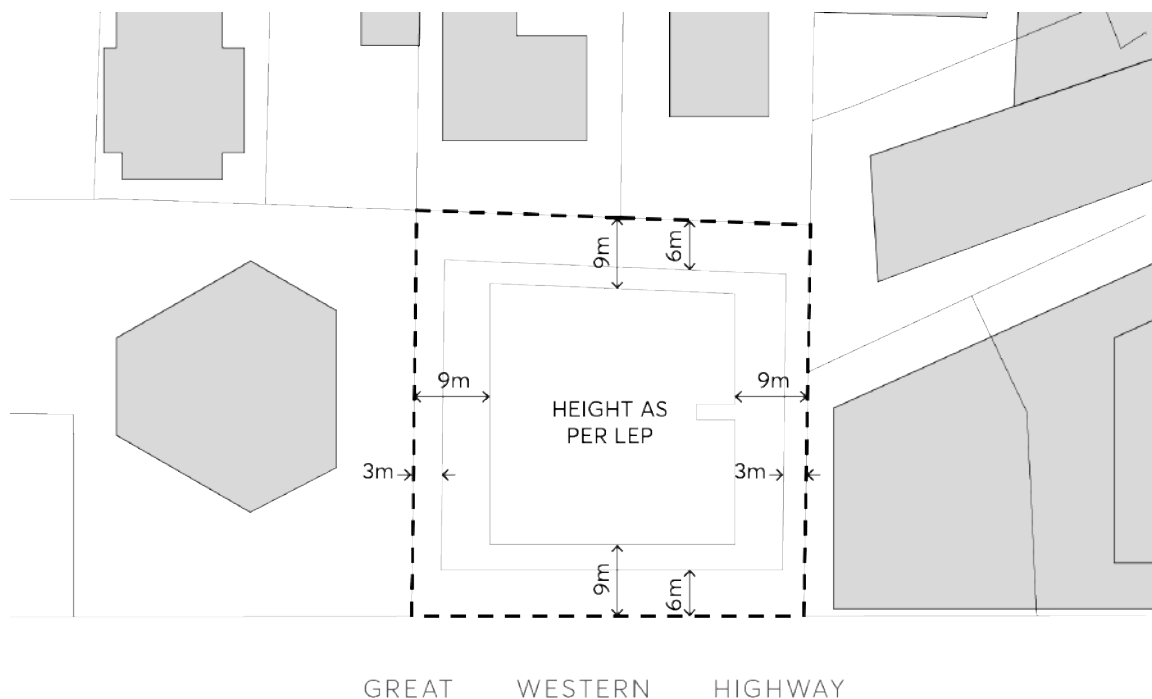 9m
6m
9m
9m
HEIGHT AS
PER LEP
3m
3m
9m
6m
GREAT WESTERN HIGHWAY